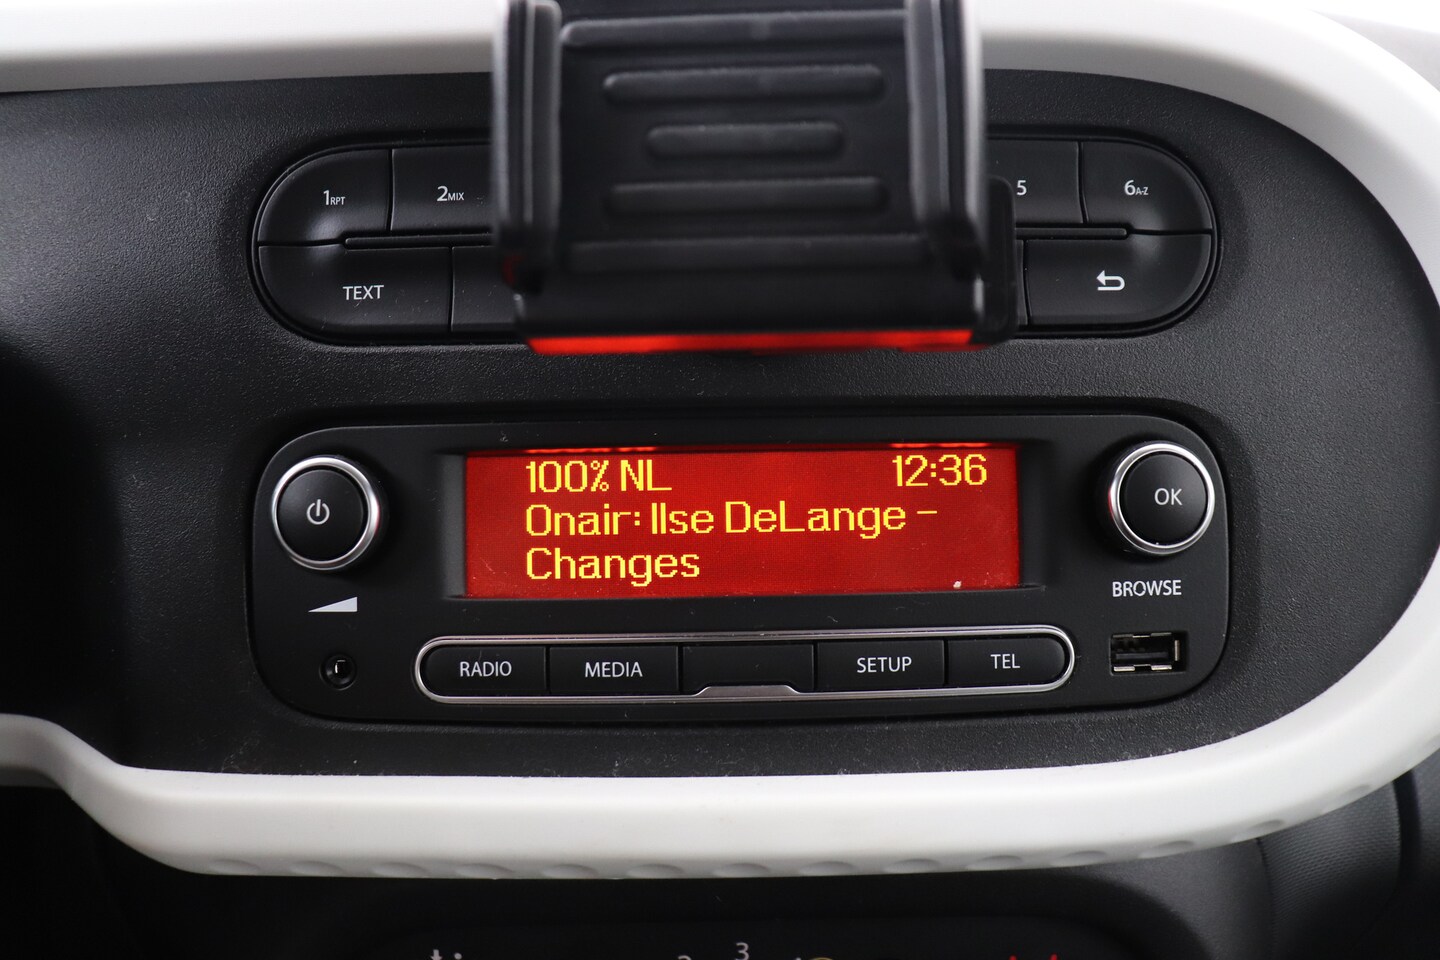 1RPT 2MIX 5 6A-Z
TEXT
100% NL 12:36
Onair: Ilse DeLange -
Changes
OK
BROWSE
RADIO MEDIA SETUP TEL
3